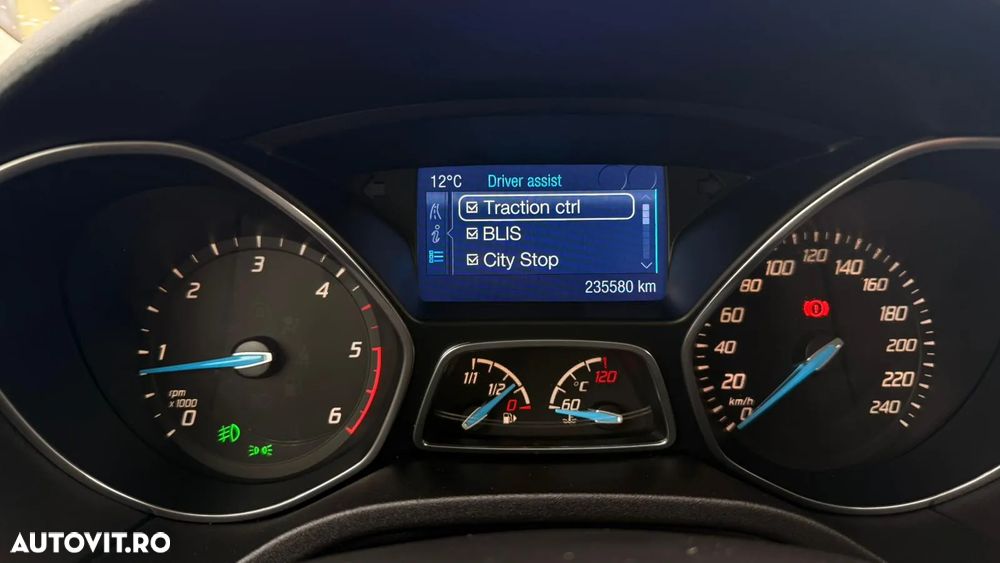 12°C Driver assist
Traction ctrl
BLIS
City Stop
235580 km
0 1 2 3 4 5 6
rpm
x 1000
1/1 1/2 0
°C
60 120
0 20 40 60 80 100 120 140 160 180 200 220 240
km/h
AUTOVIT.RO